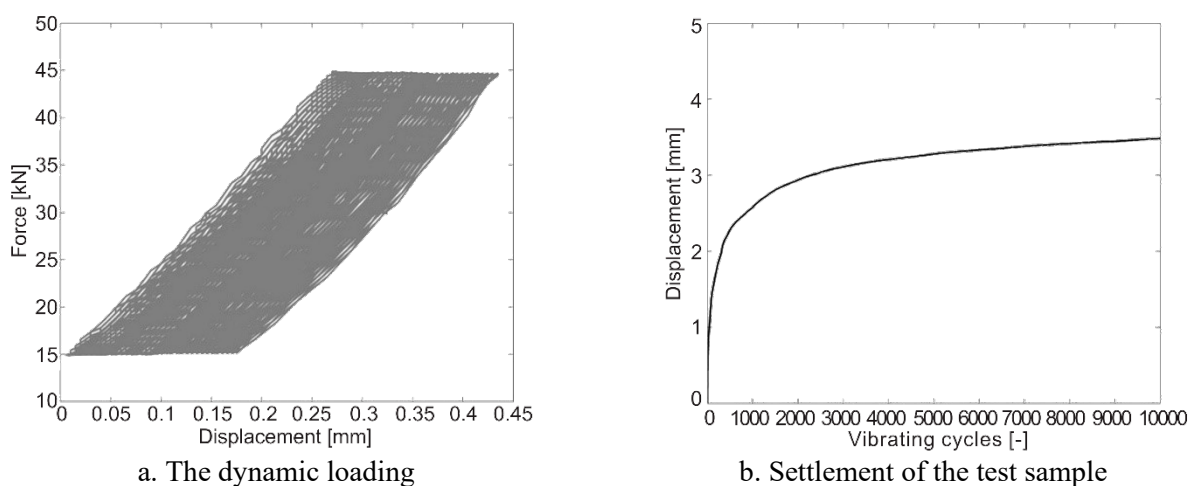 50
45
40
35
30
25
20
15
10
Force [kN]
0 0.05 0.1 0.15 0.2 0.25 0.3 0.35 0.4 0.45
Displacement [mm]
a. The dynamic loading
5
4
3
2
1
0
Displacement [mm]
0 1000 2000 3000 4000 5000 6000 7000 8000 9000 10000
Vibrating cycles [-]
b. Settlement of the test sample